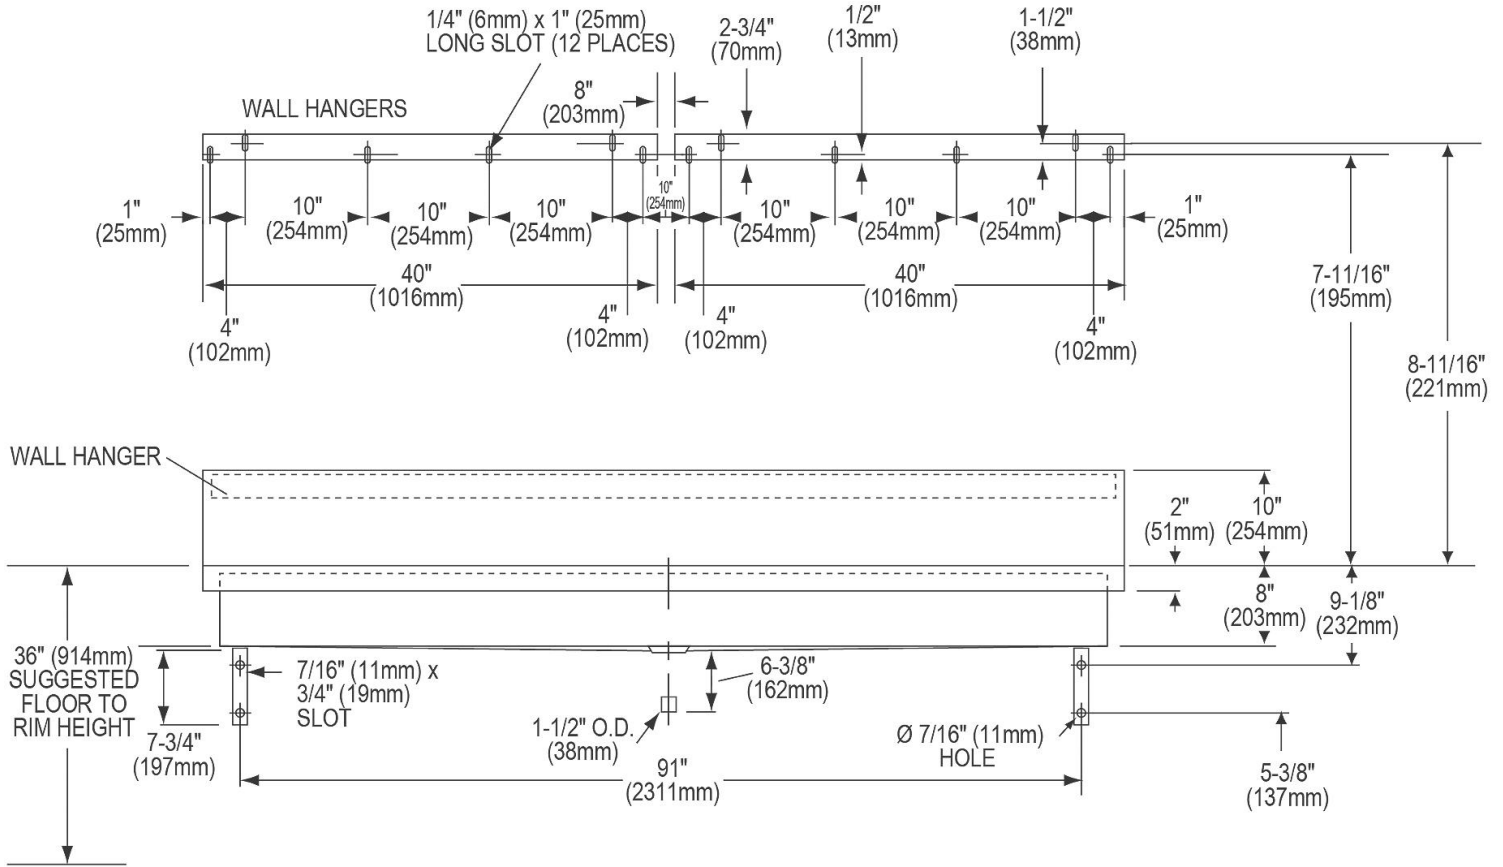 1/4" (6mm) x 1" (25mm)
LONG SLOT (12 PLACES)
2-3/4"
(70mm)
1/2"
(13mm)
1-1/2"
(38mm)
WALL HANGERS
8"
(203mm)
1"
(25mm)
10"
(254mm)
10"
(254mm)
10"
(254mm)
10"
(254mm)
10"
(254mm)
10"
(254mm)
10"
(254mm)
1"
(25mm)
40"
(1016mm)
40"
(1016mm)
4"
(102mm)
4"
(102mm)
4"
(102mm)
4"
(102mm)
7-11/16"
(195mm)
8-11/16"
(221mm)
WALL HANGER
2"
(51mm)
10"
(254mm)
8"
(203mm)
9-1/8"
(232mm)
36" (914mm)
SUGGESTED
FLOOR TO
RIM HEIGHT
7/16" (11mm) x
3/4" (19mm)
SLOT
6-3/8"
(162mm)
7-3/4"
(197mm)
1-1/2" O.D.
(38mm)
Ø 7/16" (11mm)
HOLE
91"
(2311mm)
5-3/8"
(137mm)